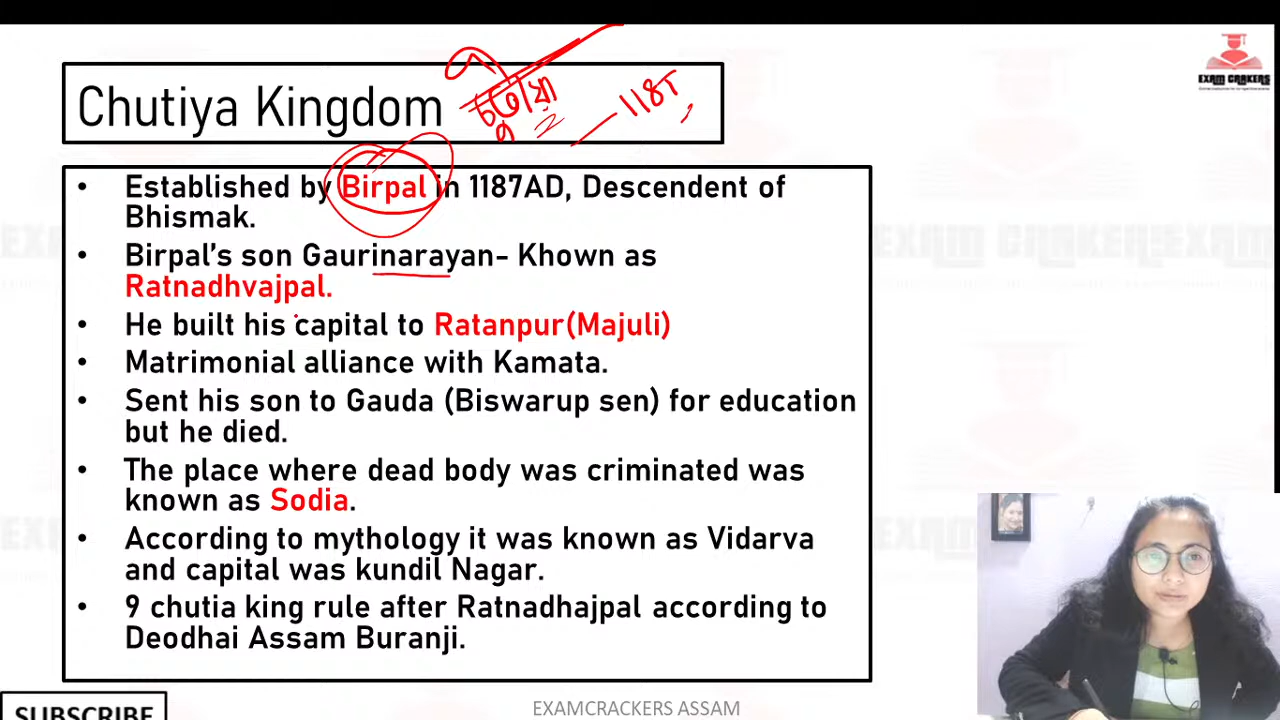 Chutiya Kingdom
চুতীয়া
1187
EXAM CRAKERS
• Established by Birpal in 1187AD, Descendent of
Bhismak.
• Birpal's son Gaurinarayan- Khown as
Ratnadhvajpal.
• He built his capital to Ratanpur(Majuli)
• Matrimonial alliance with Kamata.
• Sent his son to Gauda (Biswarup sen) for education
but he died.
• The place where dead body was criminated was
known as Sodia.
• According to mythology it was known as Vidarva
and capital was kundil Nagar.
• 9 chutia king rule after Ratnadhajpal according to
Deodhai Assam Buranji.
SUBSCRIBE
EXAMCRACKERS ASSAM